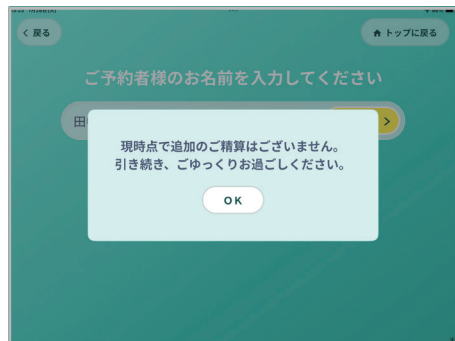 戻る
トップに戻る
ご予約者様のお名前を入力してください
田
現時点で追加のご精算はございません。
引き続き、ごゆっくりお過ごしください。
OK